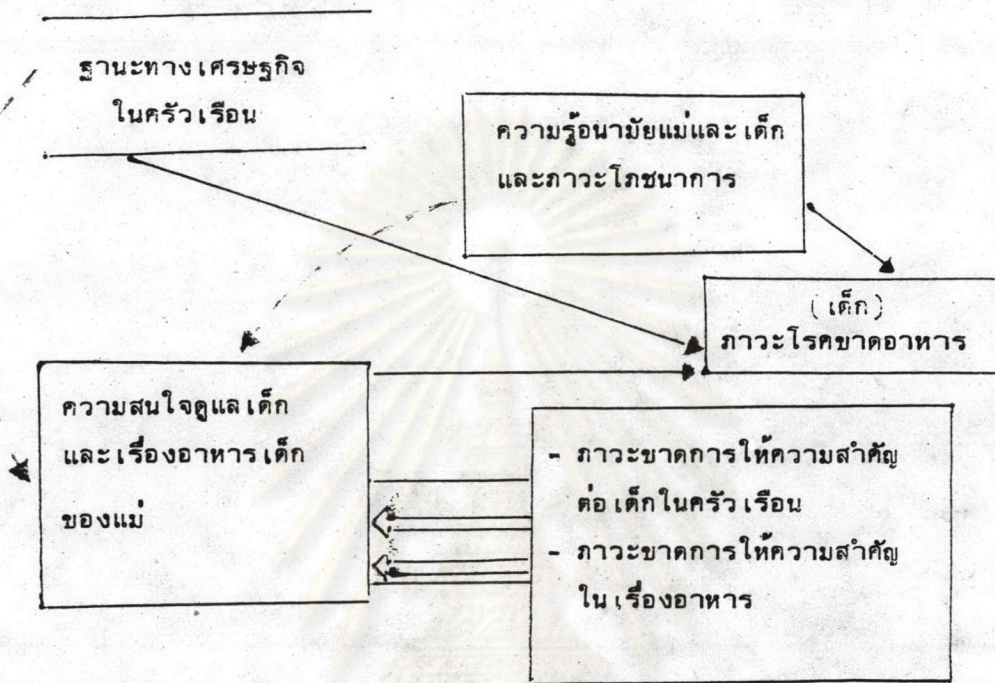 ฐานะทางเศรษฐกิจ
ในครัวเรือน
ความรู้อนามัยแม่และเด็ก
และภาวะโภชนาการ
(เด็ก)
ภาวะโรคขาดอาหาร
ความสนใจดูแลเด็ก
และเรื่องอาหารเด็ก
ของแม่
- ภาวะขาดการให้ความสำคัญ
ต่อเด็กในครัวเรือน
- ภาวะขาดการให้ความสำคัญ
ในเรื่องอาหาร